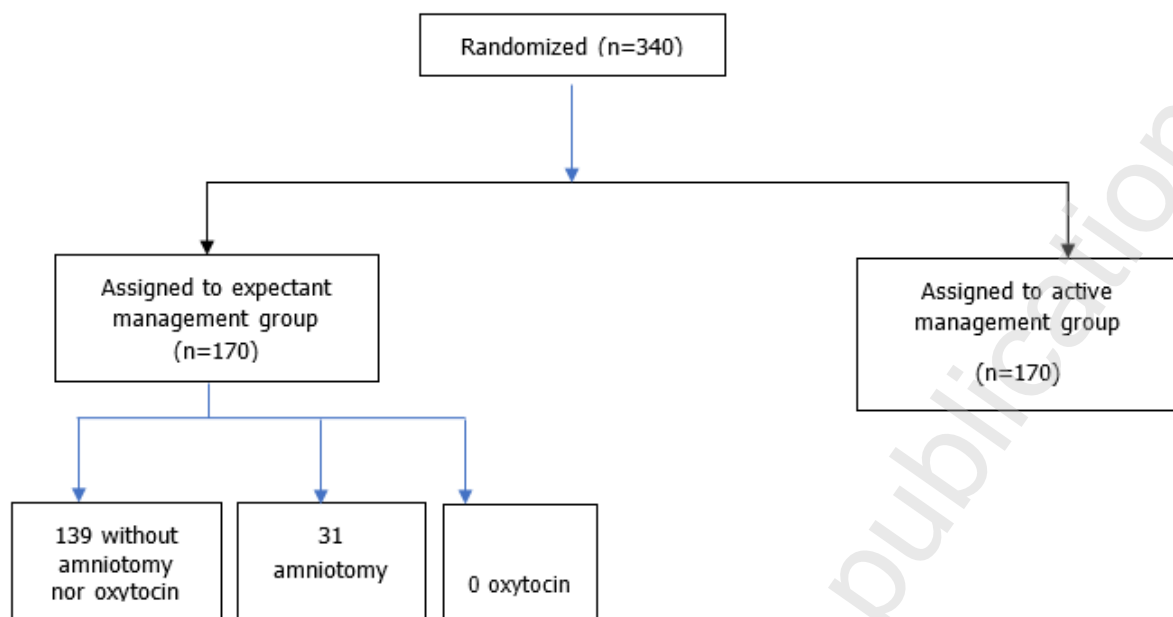 Randomized (n=340)
Assigned to expectant
management group
(n=170)
Assigned to active
management group
(n=170)
139 without
amniotomy
nor oxytocin
31
amniotomy
0 oxytocin
publication